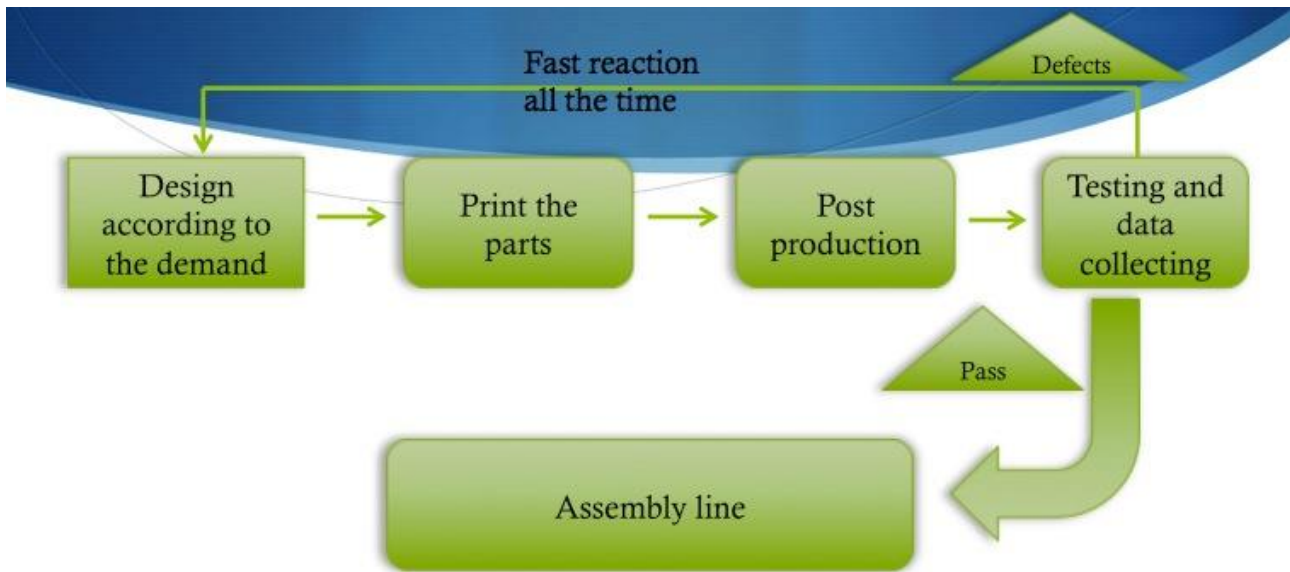 Fast reaction
all the time
Defects
Design
according to
the demand
Print the
parts
Post
production
Testing and
data
collecting
Pass
Assembly line